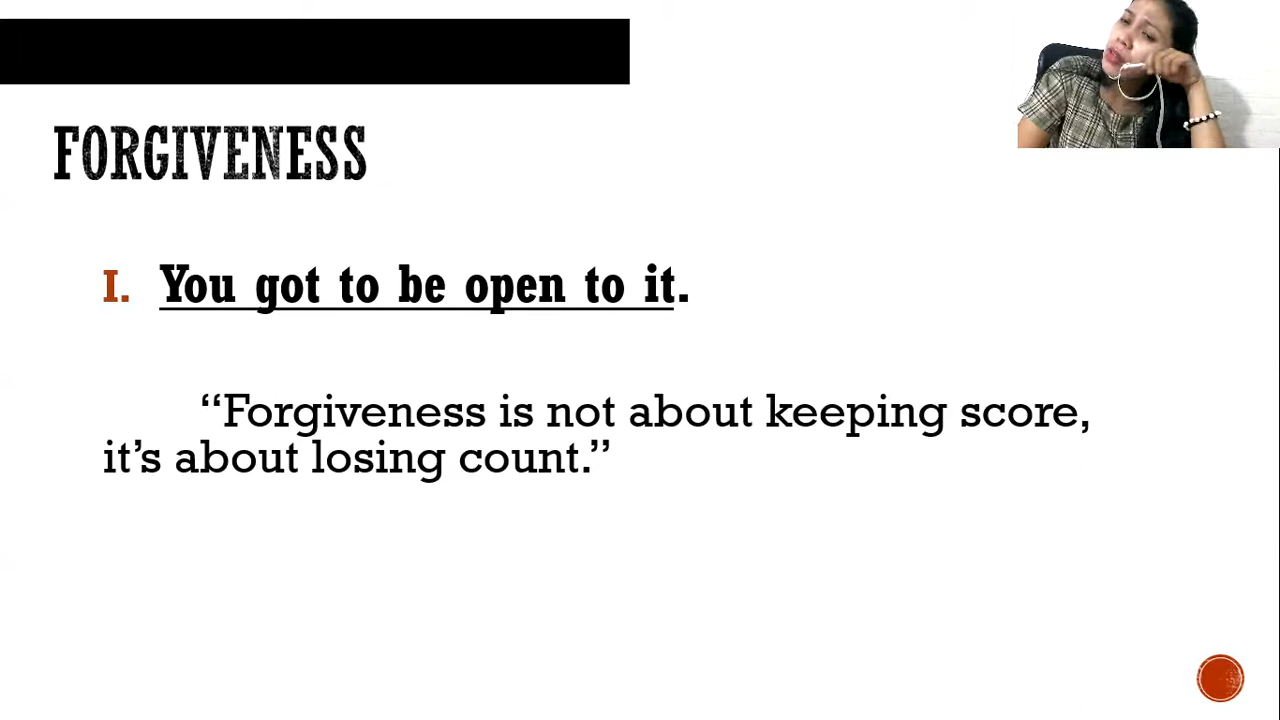 FORGIVENESS
I. You got to be open to it.
“Forgiveness is not about keeping score,
it’s about losing count.”